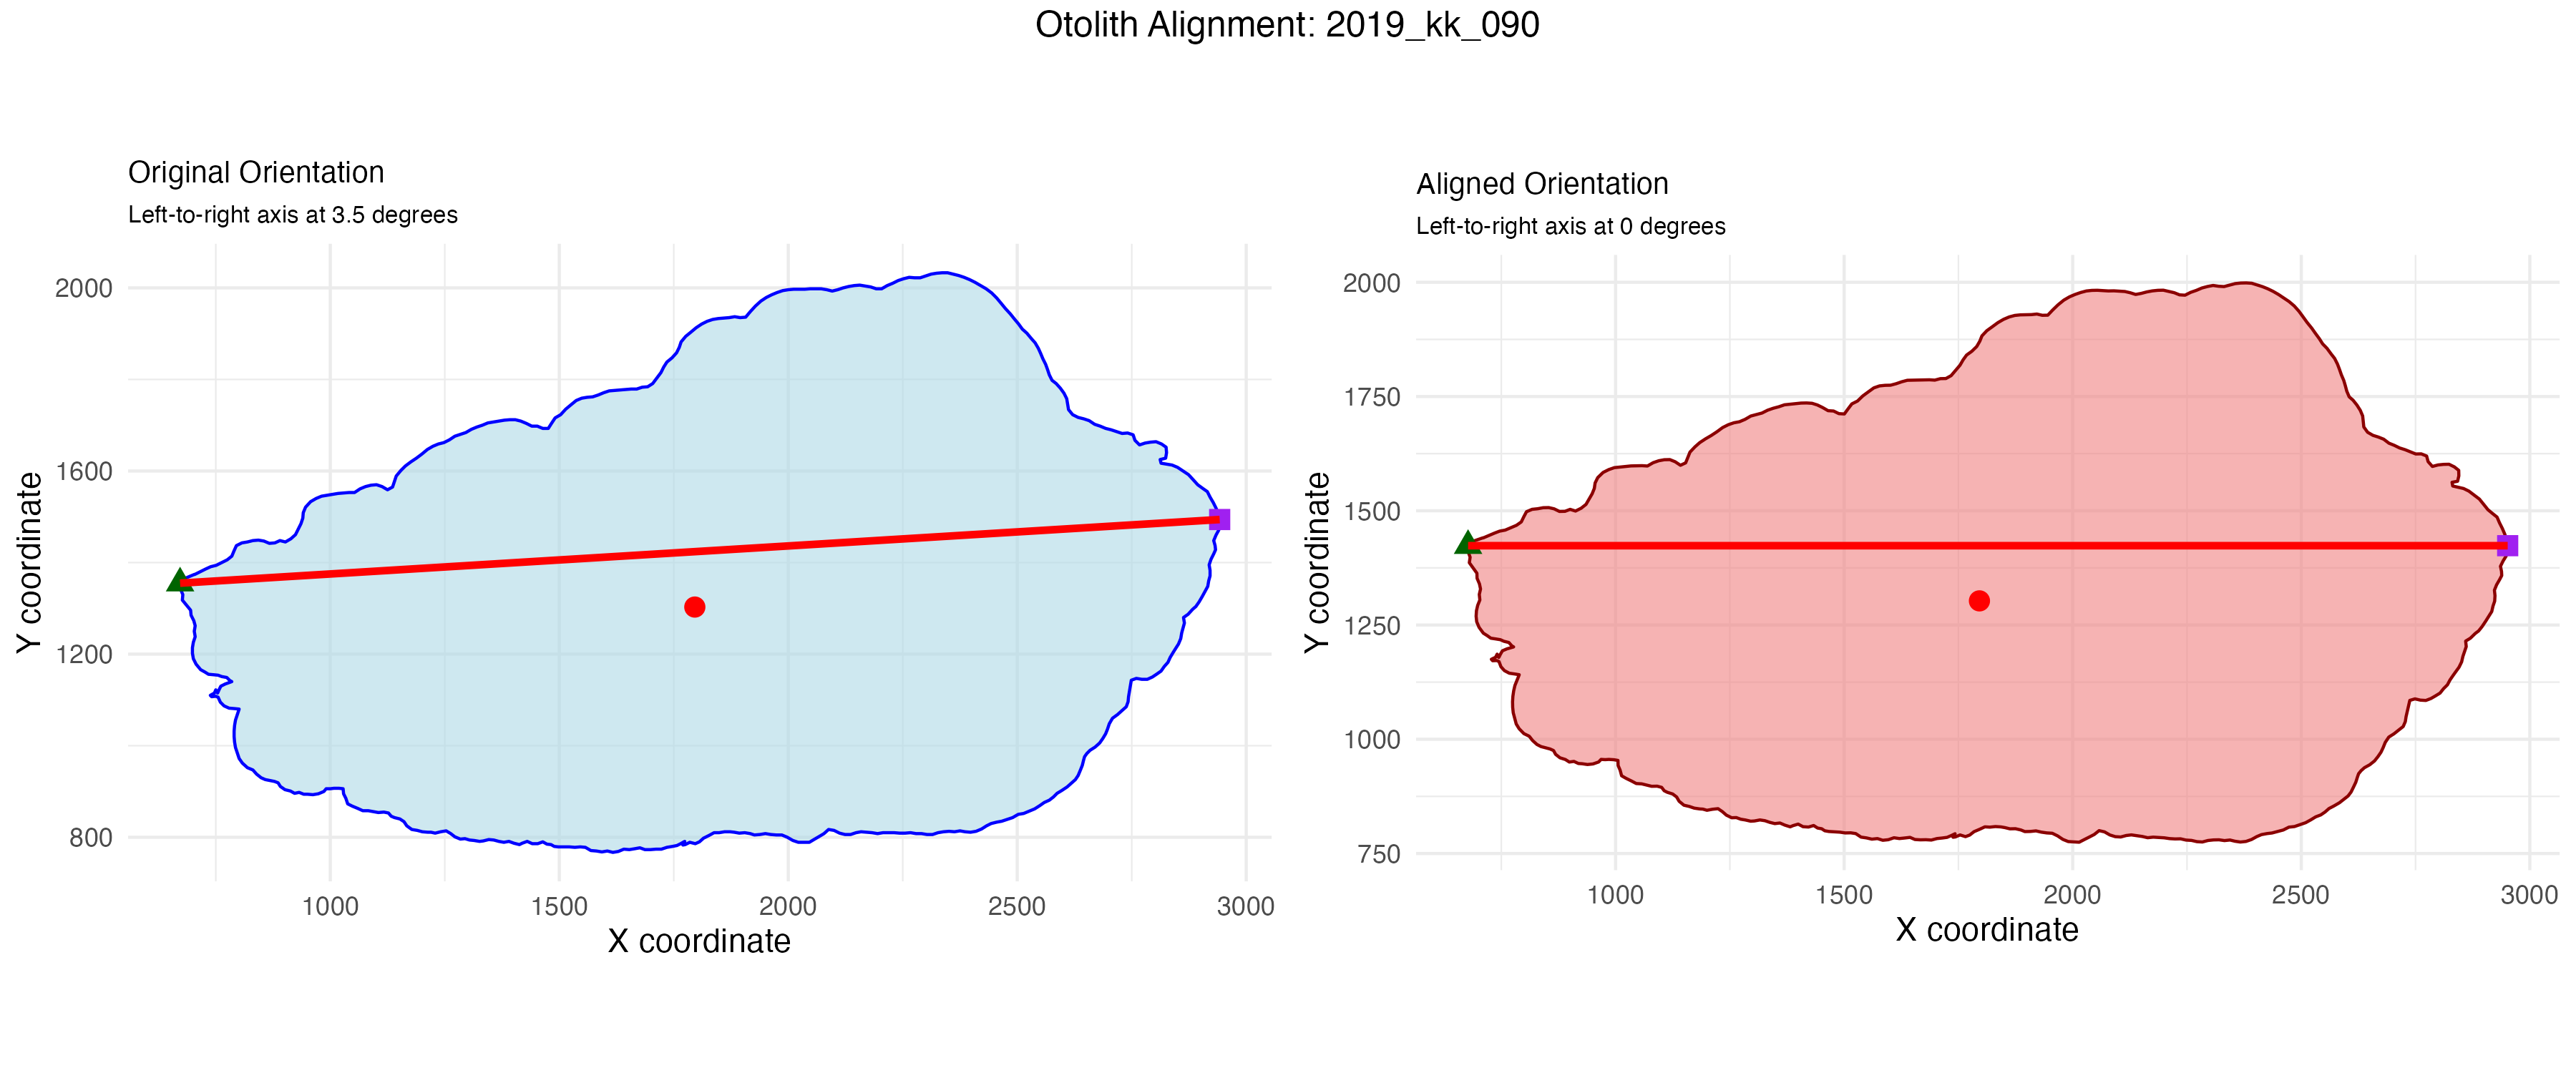 Otolith Alignment: 2019_kk_090
Original Orientation
Left-to-right axis at 3.5 degrees
2000
1600
1200
800
Y coordinate
1000 1500 2000 2500 3000
X coordinate
Aligned Orientation
Left-to-right axis at 0 degrees
2000
1750
1500
1250
1000
750
Y coordinate
1000 1500 2000 2500 3000
X coordinate